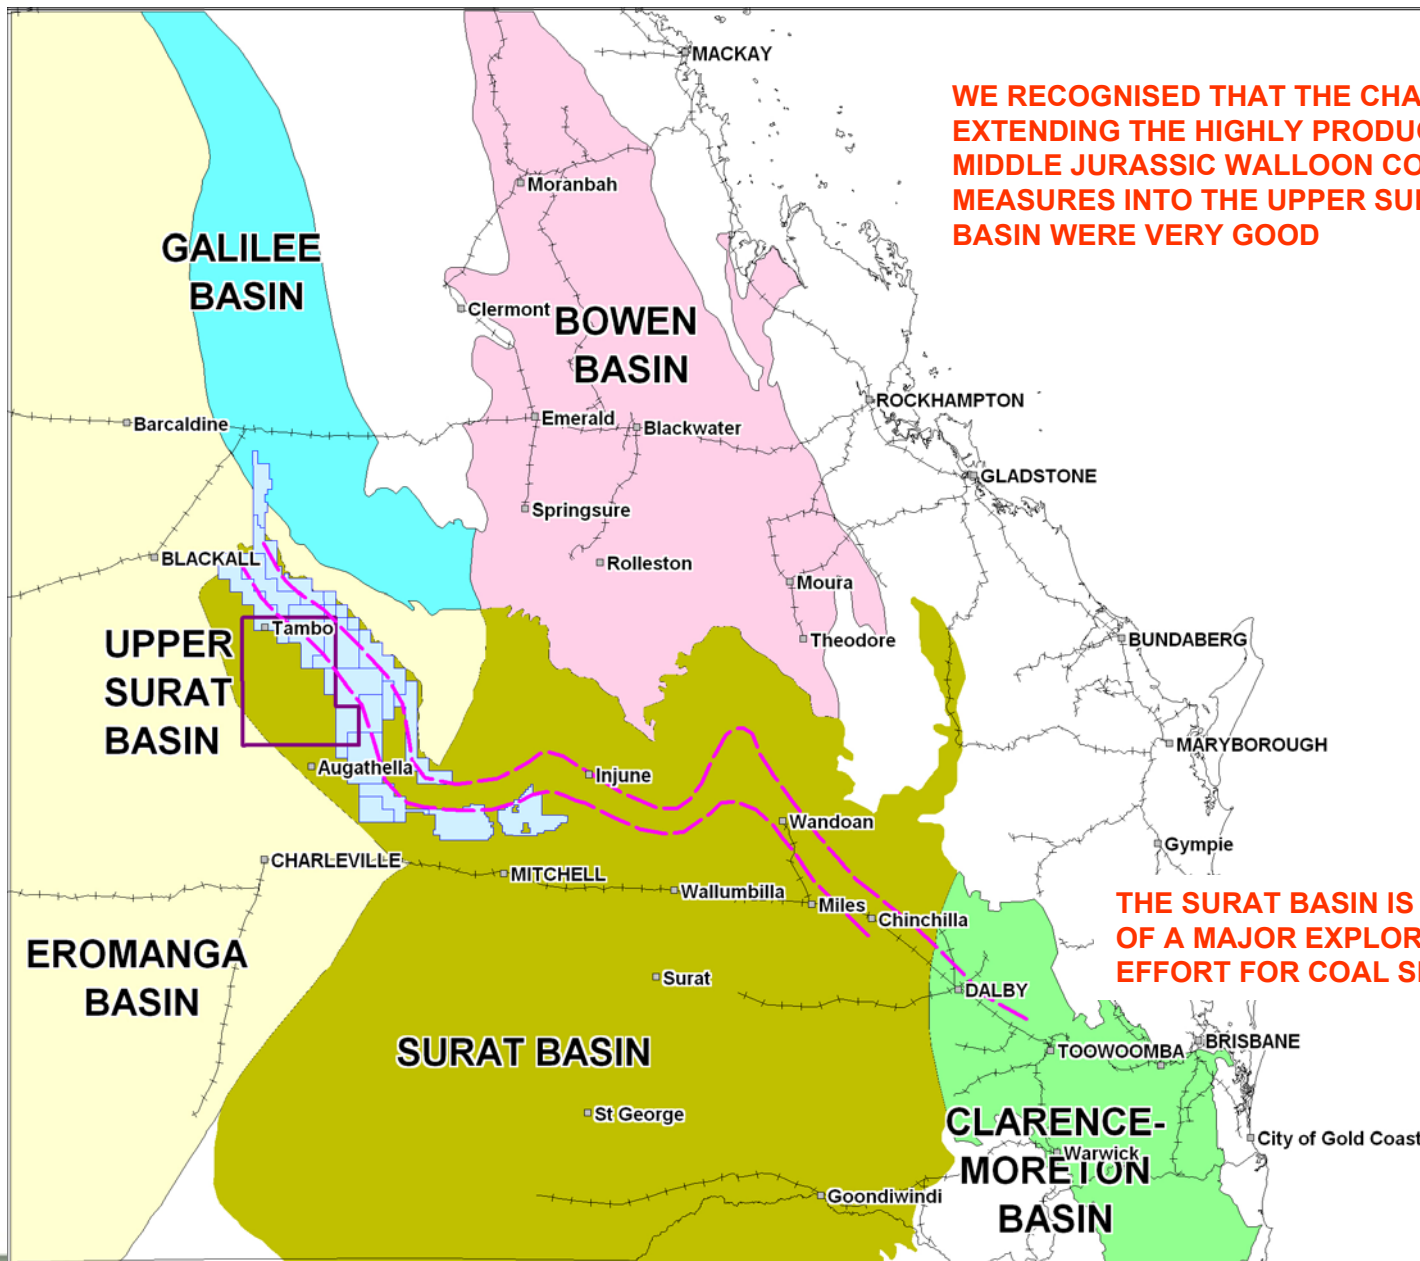 MACKAY
WE RECOGNISED THAT THE CHA
EXTENDING THE HIGHLY PRODUC
MIDDLE JURASSIC WALLOON CO
MEASURES INTO THE UPPER SU
BASIN WERE VERY GOOD
Moranbah
GALILEE
BASIN
Clermont
BOWEN
BASIN
Barcaldine
Emerald
Blackwater
ROCKHAMPTON
GLADSTONE
Springsure
BLACKALL
Rolleston
Moura
Tambo
Theodore
BUNDABERG
UPPER
SURAT
BASIN
MARYBOROUGH
Augathella
Injune
Wandoan
Gympie
CHARLEVILLE
MITCHELL
Wallumbilla
Miles
Chinchilla
THE SURAT BASIN IS
OF A MAJOR EXPLOR
EFFORT FOR COAL S
EROMANGA
BASIN
Surat
DALBY
SURAT BASIN
TOOWOOMBA
BRISBANE
St George
CLARENCE-
MORETON
BASIN
Warwick
City of Gold Coast
Goondiwindi